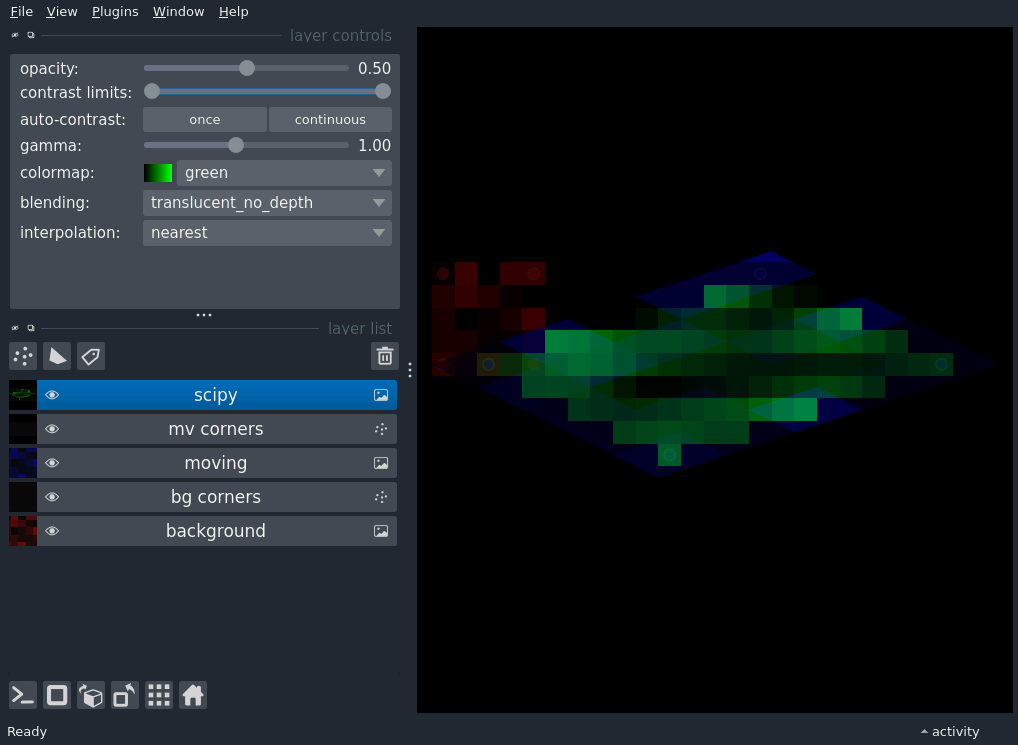 File View Plugins Window Help
layer controls
opacity: 0.50
contrast limits:
auto-contrast: once continuous
gamma: 1.00
colormap: green
blending: translucent_no_depth
interpolation: nearest
layer list
scipy
mv corners
moving
bg corners
background
Ready
activity